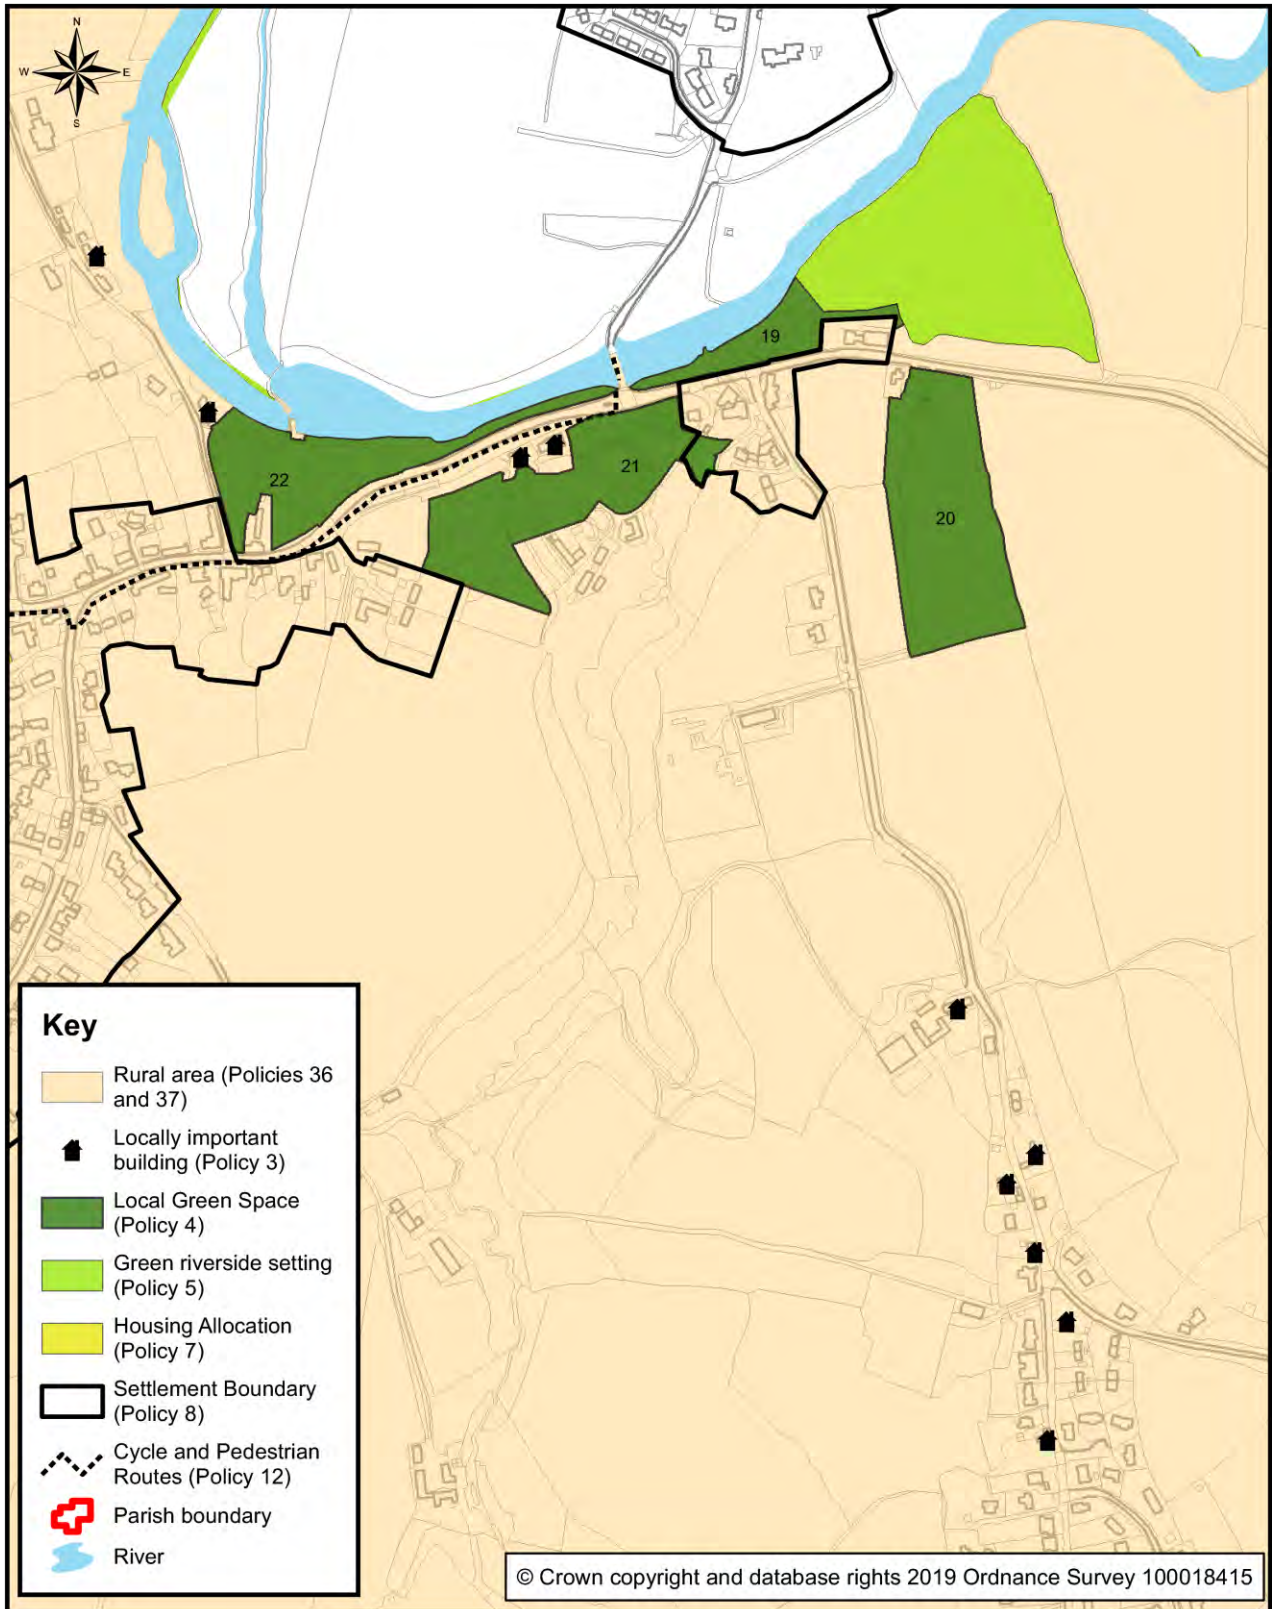 N
W E
S
19
22
21
20
Key
Rural area (Policies 36
and 37)
Locally important
building (Policy 3)
Local Green Space
(Policy 4)
Green riverside setting
(Policy 5)
Housing Allocation
(Policy 7)
Settlement Boundary
(Policy 8)
Cycle and Pedestrian
Routes (Policy 12)
Parish boundary
River
© Crown copyright and database rights 2019 Ordnance Survey 100018415